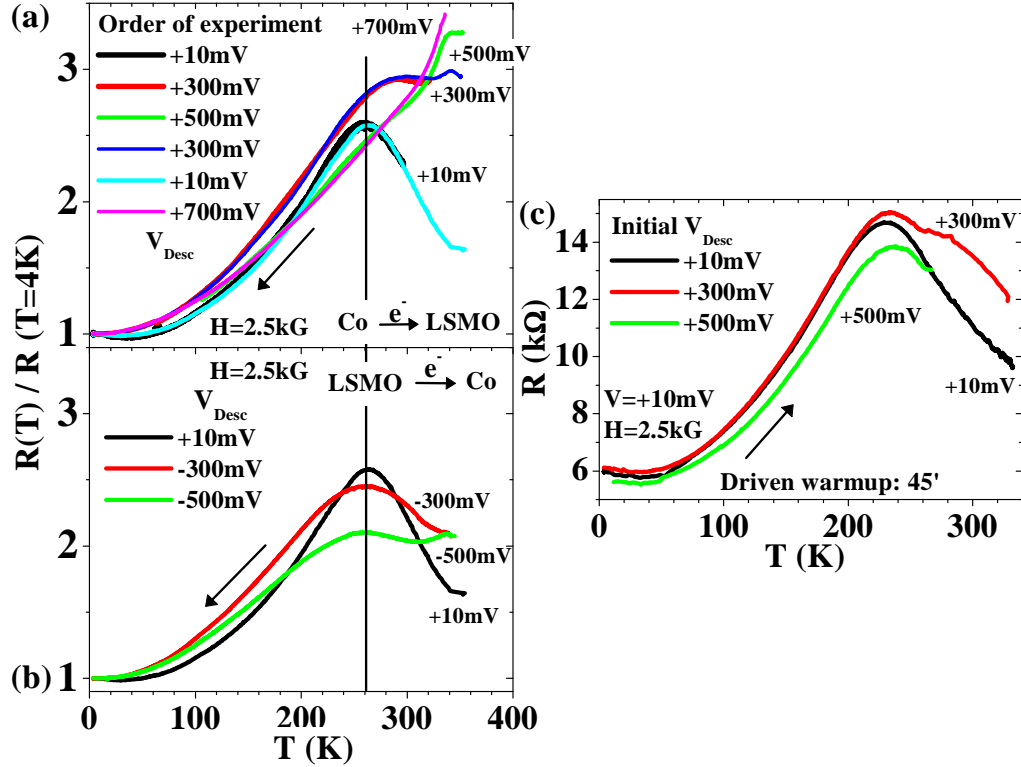 (a)
Order of experiment
+10mV
+300mV
+500mV
+300mV
+10mV
+700mV
V_Desc
+700mV
+500mV
+300mV
+10mV
H=2.5kG
Co e- LSMO
3
2
1
R(T) / R (T=4K)
(b)
H=2.5kG
LSMO e- Co
V_Desc
+10mV
-300mV
-500mV
-300mV
-500mV
+10mV
3
2
1
0 100 200 300 400
T (K)
(c)
Initial V_Desc
+10mV
+300mV
+500mV
+300mV
+500mV
+10mV
V=+10mV
H=2.5kG
Driven warmup: 45'
14
12
10
8
6
R (kΩ)
0 100 200 300
T (K)